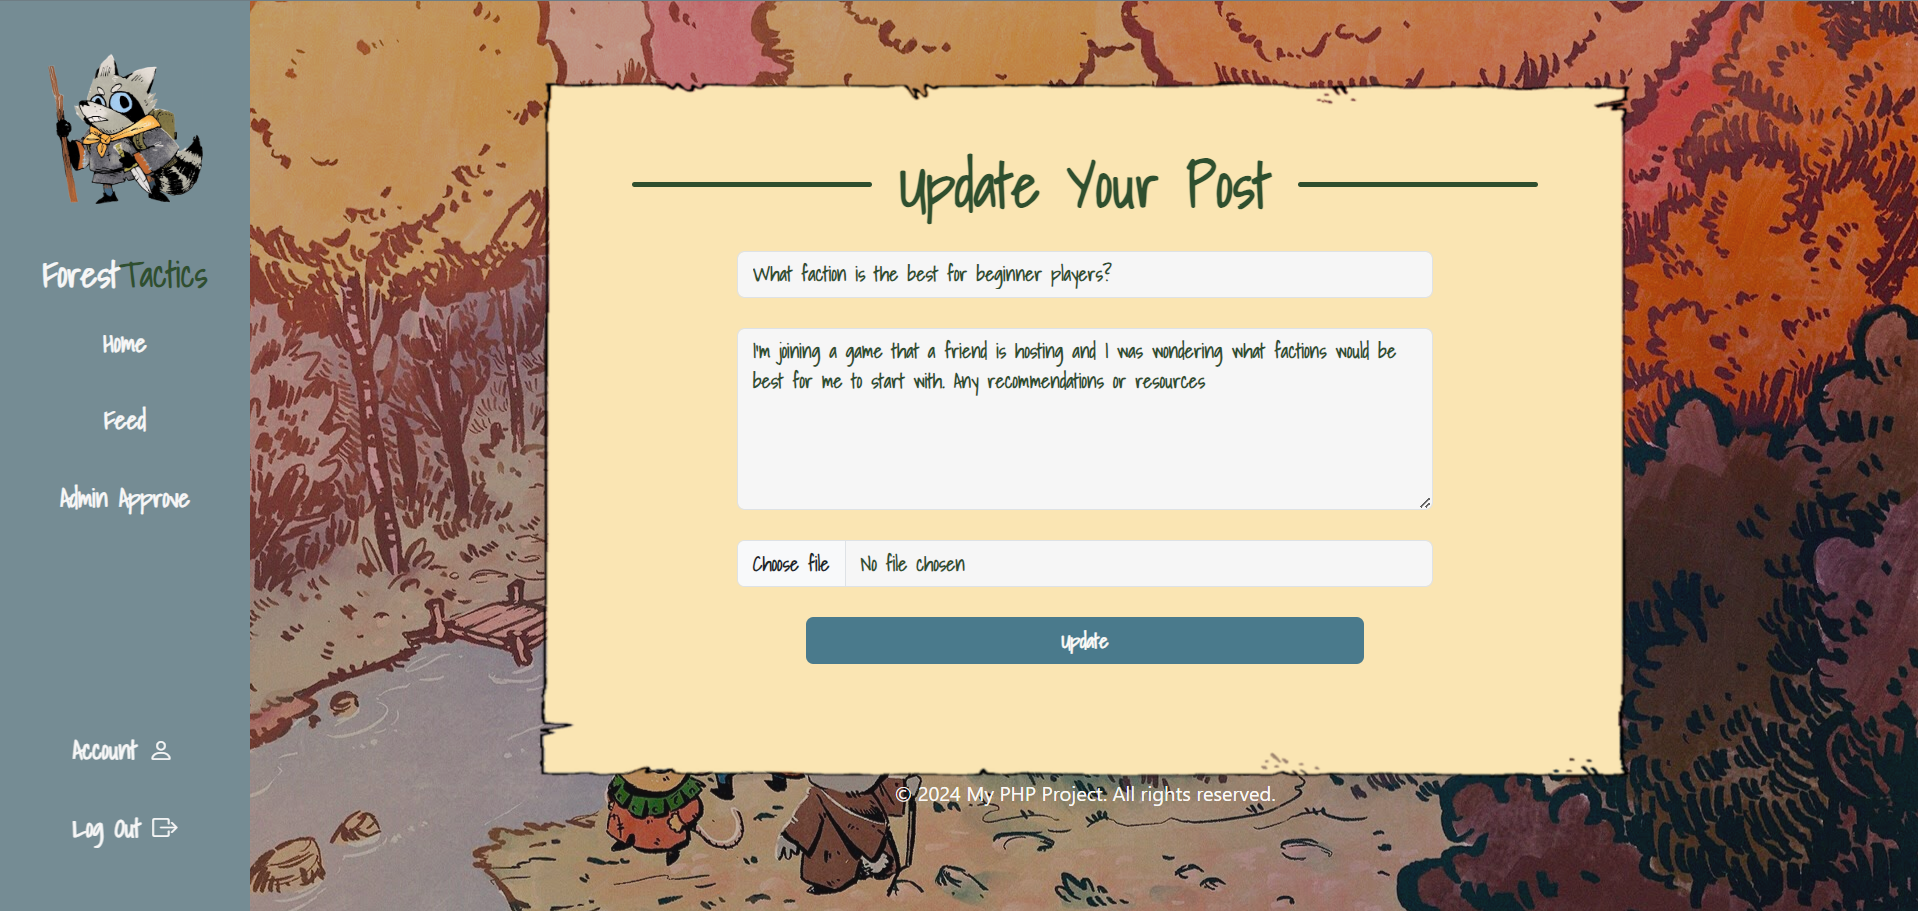 ForestTactics
Home
Feed
Admin Approve
Account
Log Out
Update Your Post
What faction is the best for beginner players?
I'm joining a game that a friend is hosting and I was wondering what factions would be
best for me to start with. Any recommendations or resources
Choose file
No file chosen
Update
© 2024 My PHP Project. All rights reserved.